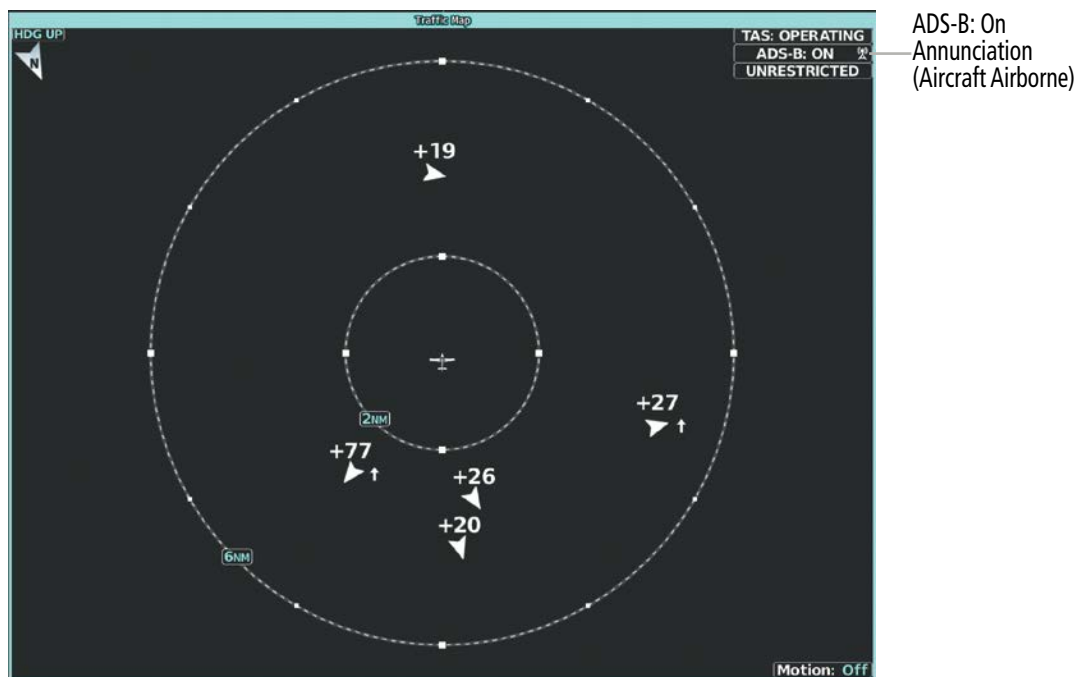 Traffic Map
HDG UP
N
TAS: OPERATING
ADS-B: ON
UNRESTRICTED
ADS-B: On
Annunciation
(Aircraft Airborne)
+19
+27
2NM
+77
+26
+20
6NM
Motion: Off